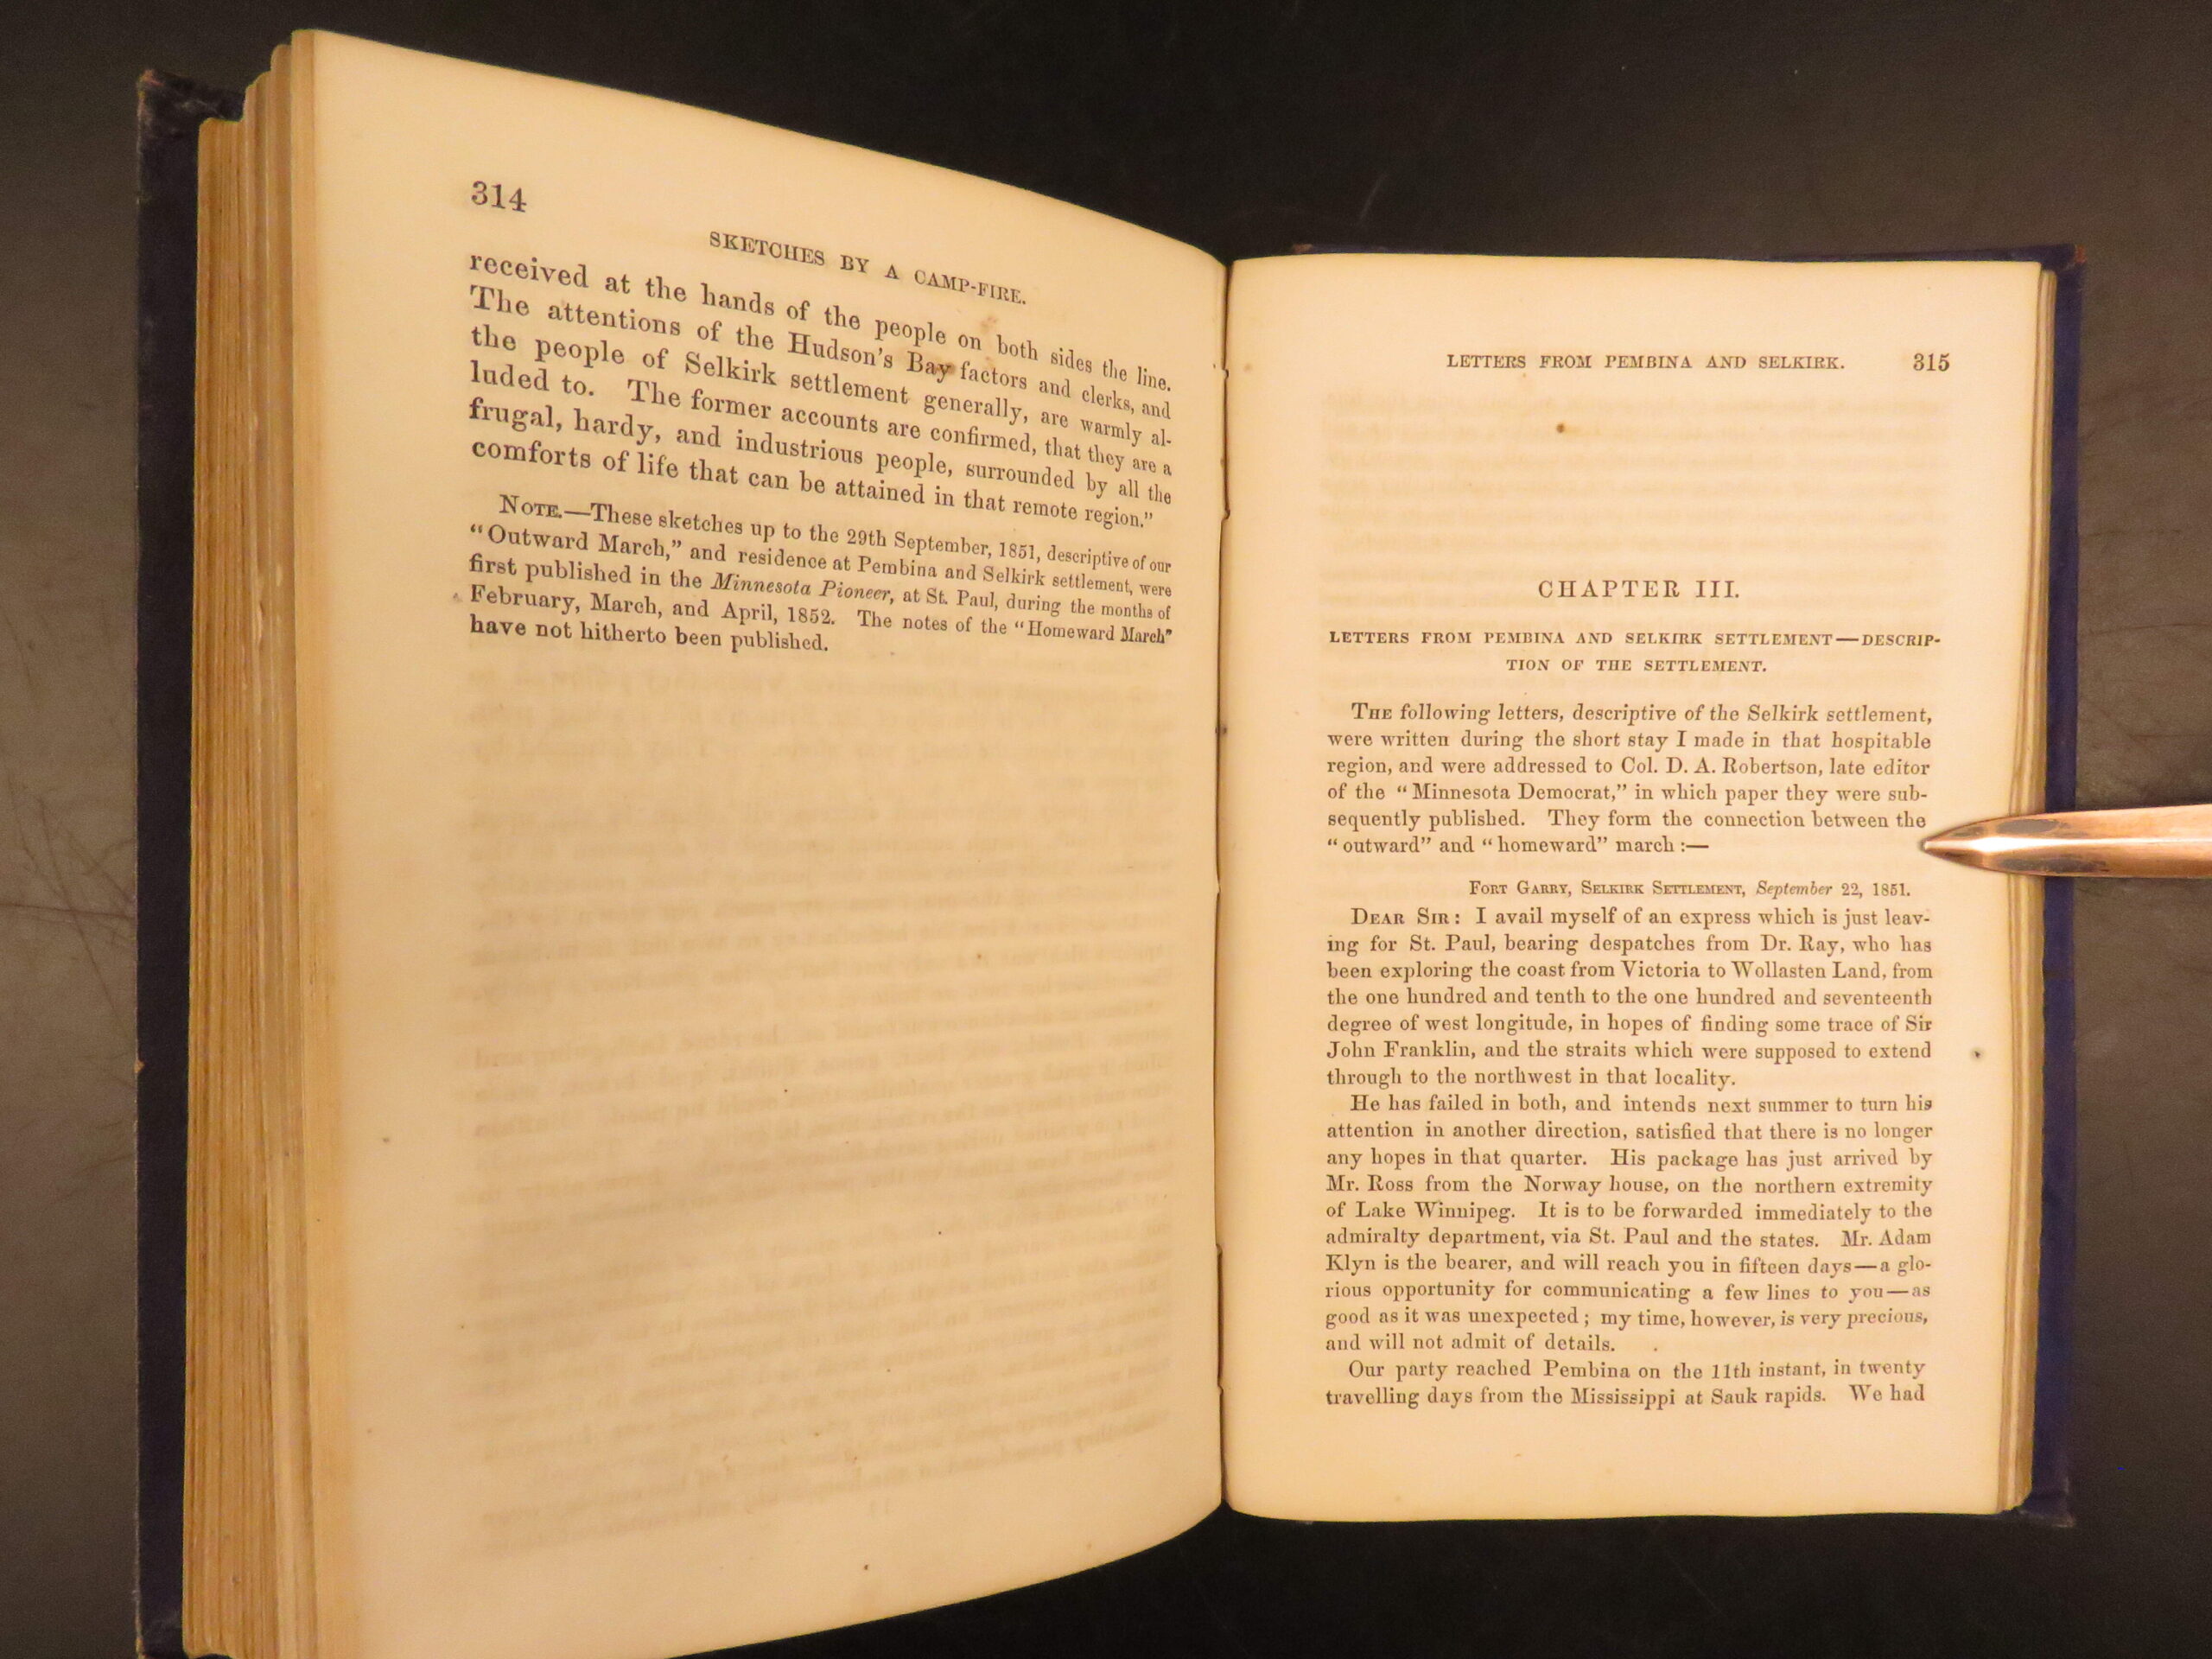 314
SKETCHES BY A CAMP-FIRE.
received at the hands of the people on both sides the line.
The attentions of the Hudson's Bay factors and clerks, and
the people of Selkirk settlement generally, are warmly al-
luded to. The former accounts are confirmed, that they are a
frugal, hardy, and industrious people, surrounded by all the
comforts of life that can be attained in that remote region."
NOTE.—These sketches up to the 29th September, 1851, descriptive of our
"Outward March," and residence at Pembina and Selkirk settlement, were
first published in the Minnesota Pioneer, at St. Paul, during the months of
February, March, and April, 1852. The notes of the "Homeward March"
have not hitherto been published.
LETTERS FROM PEMBINA AND SELKIRK. 315
CHAPTER III.
LETTERS FROM PEMBINA AND SELKIRK SETTLEMENT—DESCRIP-
TION OF THE SETTLEMENT.
THE following letters, descriptive of the Selkirk settlement,
were written during the short stay I made in that hospitable
region, and were addressed to Col. D. A. Robertson, late editor
of the "Minnesota Democrat," in which paper they were sub-
sequently published. They form the connection between the
"outward" and "homeward" march:—
FORT GARRY, SELKIRK SETTLEMENT, September 22, 1851.
DEAR SIR: I avail myself of an express which is just leav-
ing for St. Paul, bearing despatches from Dr. Ray, who has
been exploring the coast from Victoria to Wollasten Land, from
the one hundred and tenth to the one hundred and seventeenth
degree of west longitude, in hopes of finding some trace of Sir
John Franklin, and the straits which were supposed to extend
through to the northwest in that locality.
He has failed in both, and intends next summer to turn his
attention in another direction, satisfied that there is no longer
any hopes in that quarter. His package has just arrived by
Mr. Ross from the Norway house, on the northern extremity
of Lake Winnipeg. It is to be forwarded immediately to the
admiralty department, via St. Paul and the states. Mr. Adam
Klyn is the bearer, and will reach you in fifteen days—a glo-
rious opportunity for communicating a few lines to you—as
good as it was unexpected; my time, however, is very precious,
and will not admit of details.
Our party reached Pembina on the 11th instant, in twenty
travelling days from the Mississippi at Sauk rapids. We had